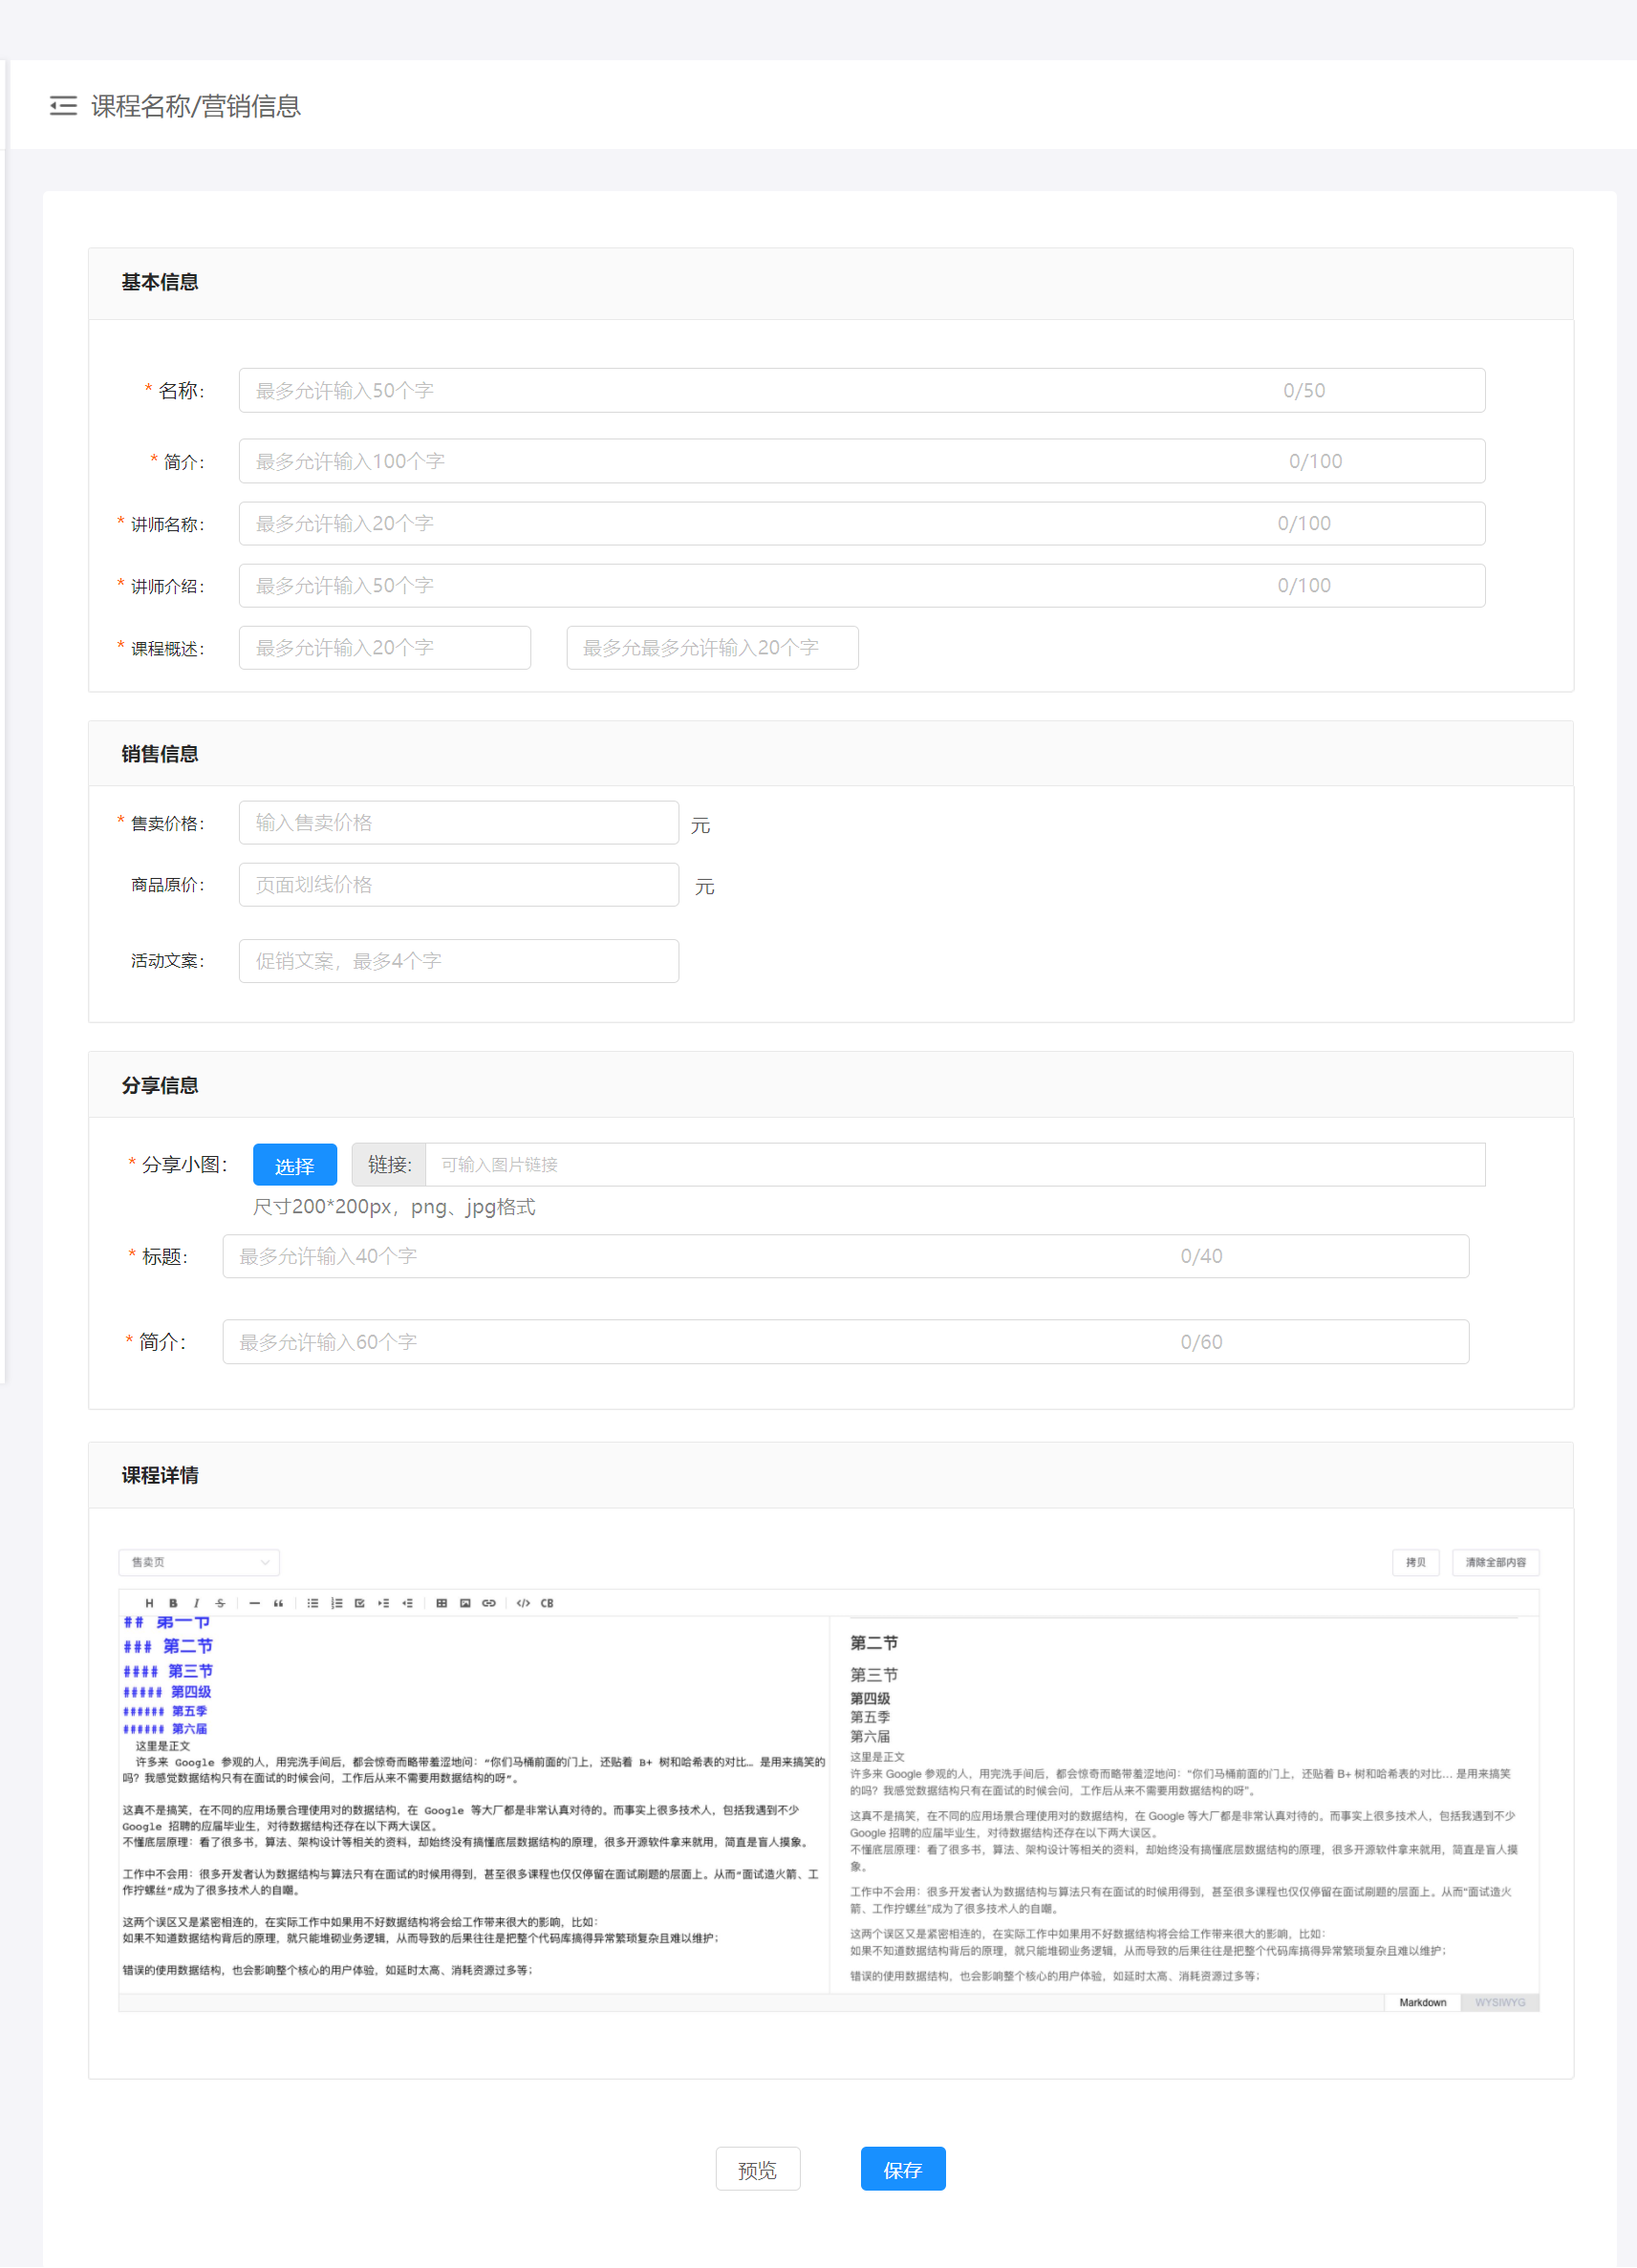 课程名称/营销信息
基本信息
* 名称： 最多允许输入50个字 0/50
* 简介： 最多允许输入100个字 0/100
* 讲师名称： 最多允许输入20个字 0/100
* 讲师介绍： 最多允许输入50个字 0/100
* 课程概述： 最多允许输入20个字 最多允最多允许输入20个字
销售信息
* 售卖价格： 输入售卖价格 元
商品原价： 页面划线价格 元
活动文案： 促销文案，最多4个字
分享信息
* 分享小图： 选择 链接: 可输入图片链接
尺寸200*200px，png、jpg格式
* 标题： 最多允许输入40个字 0/40
* 简介： 最多允许输入60个字 0/60
课程详情
售卖页 拷贝 清除全部内容
H B I S — “ </> CB
## 第一节
### 第二节
#### 第三节
##### 第四级
###### 第五季
###### 第六届
这里是正文
许多来 Google 参观的人，用完洗手间后，都会惊奇而略带羞涩地问：“你们马桶前面的门上，还贴着 B+ 树和哈希表的对比… 是用来搞笑的
吗？我感觉数据结构只有在面试的时候会问，工作后从来不需要用数据结构的呀”。
这真不是搞笑，在不同的应用场景合理使用对的数据结构，在 Google 等大厂都是非常认真对待的。而事实上很多技术人，包括我遇到不少
Google 招聘的应届毕业生，对待数据结构还存在以下两大误区。
不懂底层原理：看了很多书，算法、架构设计等相关的资料，却始终没有搞懂底层数据结构的原理，很多开源软件拿来就用，简直是盲人摸象。
工作中不会用：很多开发者认为数据结构与算法只有在面试的时候用得到，甚至很多课程也仅仅停留在面试刷题的层面上。从而“面试造火箭、工
作拧螺丝”成为了很多技术人的自嘲。
这两个误区又是紧密相连的，在实际工作中如果用不好数据结构将会给工作带来很大的影响，比如：
如果不知道数据结构背后的原理，就只能堆砌业务逻辑，从而导致的后果往往是把整个代码库搞得异常繁琐复杂且难以维护；
错误的使用数据结构，也会影响整个核心的用户体验，如延时太高、消耗资源过多等；
第二节
第三节
第四级
第五季
第六届
这里是正文
许多来 Google 参观的人，用完洗手间后，都会惊奇而略带羞涩地问：“你们马桶前面的门上，还贴着 B+ 树和哈希表的对比… 是用来搞笑
的吗？我感觉数据结构只有在面试的时候会问，工作后从来不需要用数据结构的呀”。
这真不是搞笑，在不同的应用场景合理使用对的数据结构，在 Google 等大厂都是非常认真对待的。而事实上很多技术人，包括我遇到不少
Google 招聘的应届毕业生，对待数据结构还存在以下两大误区。
不懂底层原理：看了很多书，算法、架构设计等相关的资料，却始终没有搞懂底层数据结构的原理，很多开源软件拿来就用，简直是盲人摸
象。
工作中不会用：很多开发者认为数据结构与算法只有在面试的时候用得到，甚至很多课程也仅仅停留在面试刷题的层面上。从而“面试造火
箭、工作拧螺丝”成为了很多技术人的自嘲。
这两个误区又是紧密相连的，在实际工作中如果用不好数据结构将会给工作带来很大的影响，比如：
如果不知道数据结构背后的原理，就只能堆砌业务逻辑，从而导致的后果往往是把整个代码库搞得异常繁琐复杂且难以维护；
错误的使用数据结构，也会影响整个核心的用户体验，如延时太高、消耗资源过多等；
Markdown WYSIWYG
预览 保存